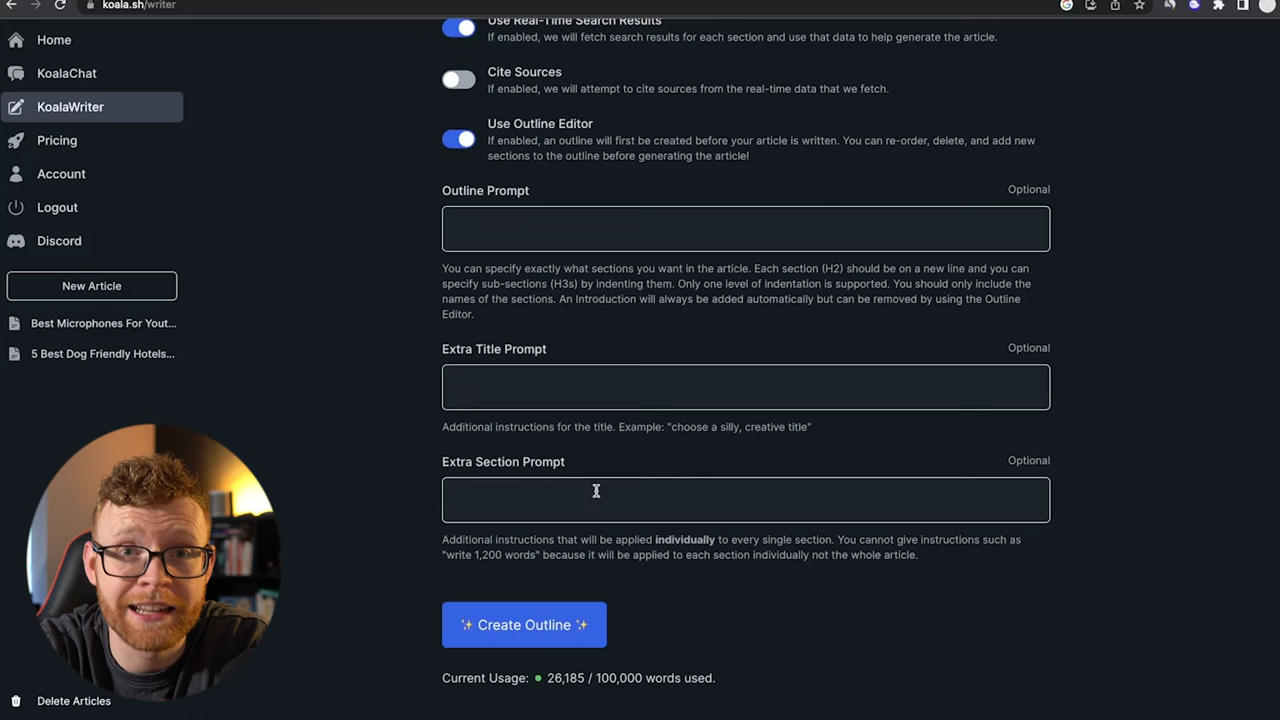 koala.sh/writer
Home
KoalaChat
KoalaWriter
Pricing
Account
Logout
Discord
New Article
Best Microphones For Yout...
5 Best Dog Friendly Hotels...
Delete Articles
Use Real-Time Search Results
If enabled, we will fetch search results for each section and use that data to help generate the article.
Cite Sources
If enabled, we will attempt to cite sources from the real-time data that we fetch.
Use Outline Editor
If enabled, an outline will first be created before your article is written. You can re-order, delete, and add new
sections to the outline before generating the article!
Outline Prompt
Optional
You can specify exactly what sections you want in the article. Each section (H2) should be on a new line and you can
specify sub-sections (H3s) by indenting them. Only one level of indentation is supported. You should only include the
names of the sections. An Introduction will always be added automatically but can be removed by using the Outline
Editor.
Extra Title Prompt
Optional
Additional instructions for the title. Example: "choose a silly, creative title"
Extra Section Prompt
Optional
Additional instructions that will be applied individually to every single section. You cannot give instructions such as
"write 1,200 words" because it will be applied to each section individually not the whole article.
✨ Create Outline ✨
Current Usage: 26,185 / 100,000 words used.